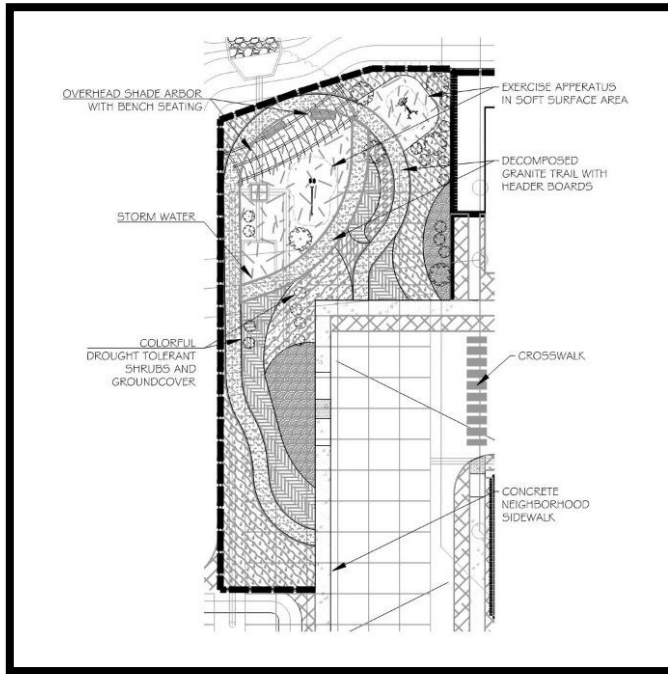 OVERHEAD SHADE ARBOR
WITH BENCH SEATING
STORM WATER
COLORFUL
DROUGHT TOLERANT
SHRUBS AND
GROUNDCOVER
EXERCISE APPARATUS
IN SOFT SURFACE AREA
DECOMPOSED
GRANITE TRAIL WITH
HEADER BOARDS
CROSSWALK
CONCRETE
NEIGHBORHOOD
SIDEWALK